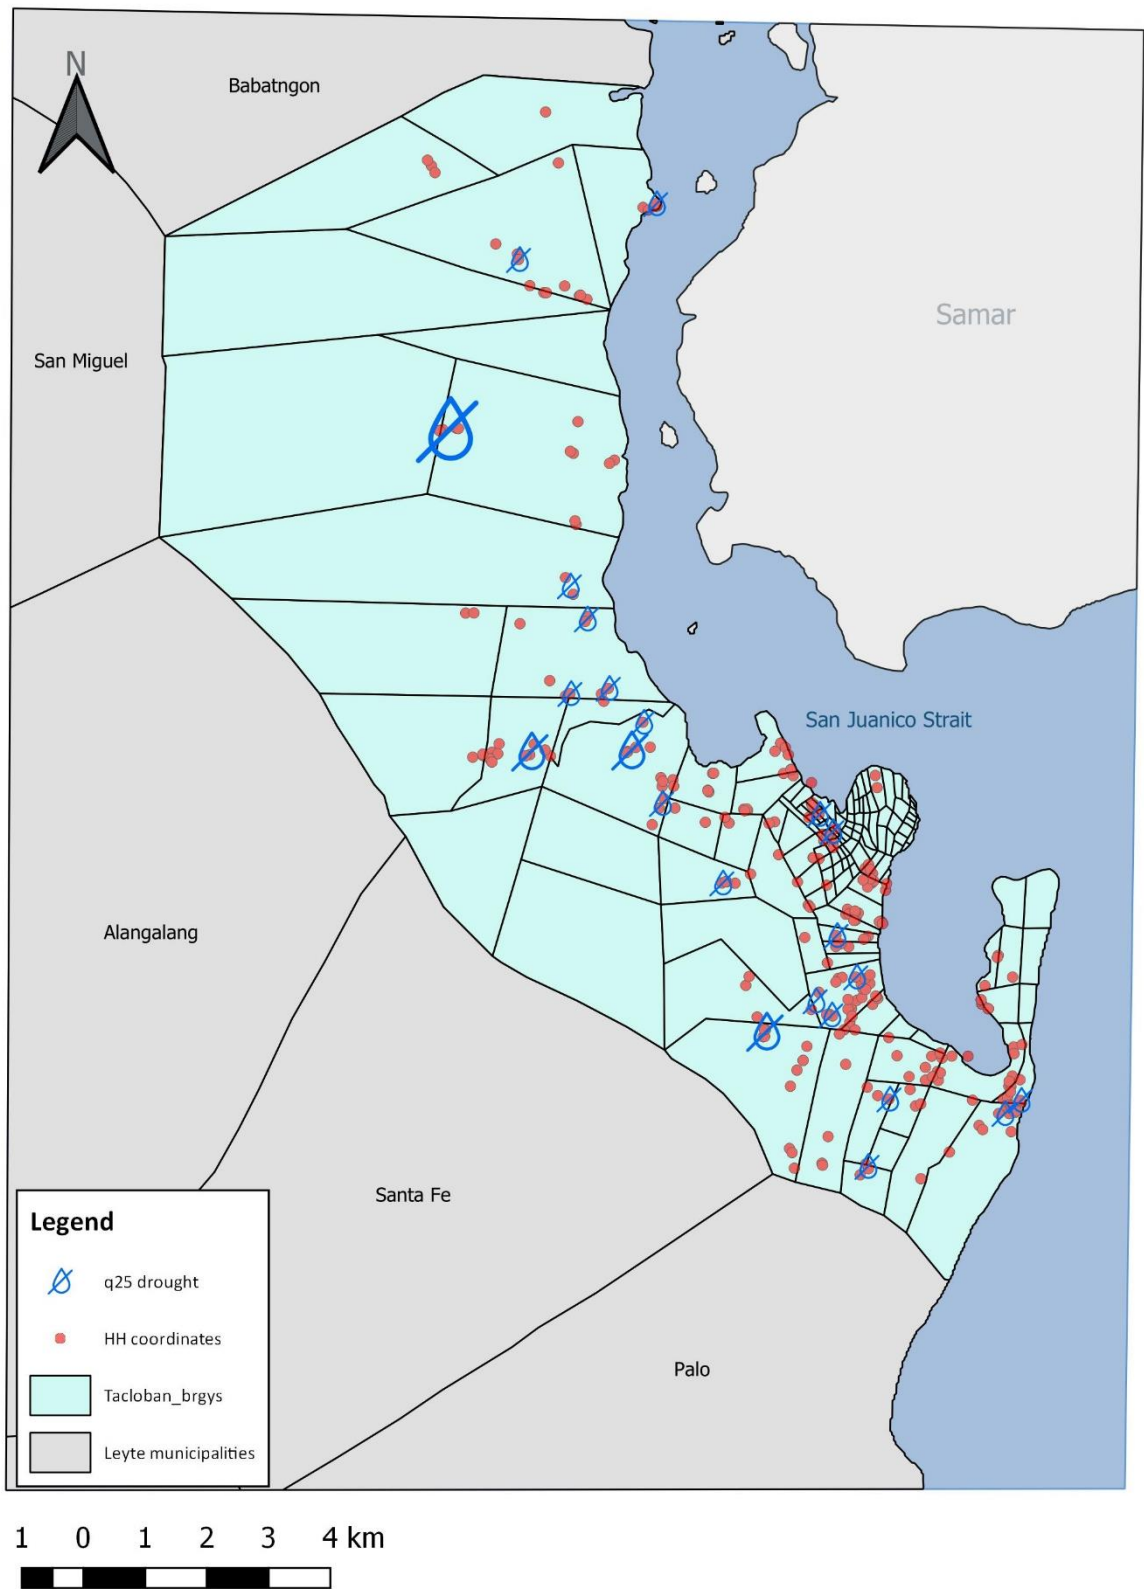 N
Babatngon
Samar
San Miguel
San Juanico Strait
Alangalang
Santa Fe
Palo
Legend
q25 drought
HH coordinates
Tacloban_brgys
Leyte municipalities
1 0 1 2 3 4 km